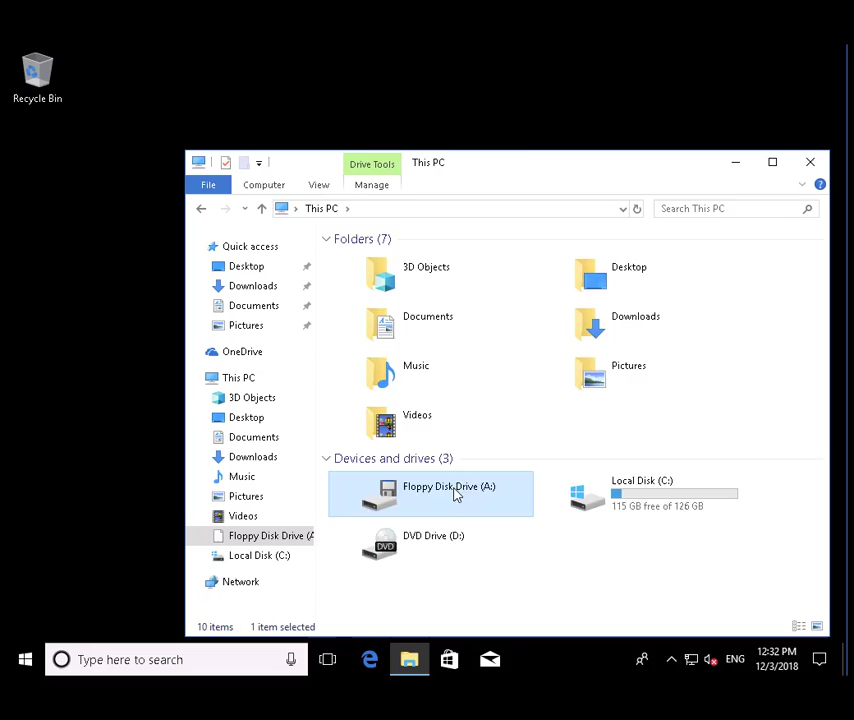 Recycle Bin
Drive Tools
This PC
File
Computer
View
Manage
This PC
Search This PC
Quick access
Desktop
Downloads
Documents
Pictures
OneDrive
This PC
3D Objects
Desktop
Documents
Downloads
Music
Pictures
Videos
Floppy Disk Drive (A
Local Disk (C:)
Network
Folders (7)
3D Objects
Desktop
Documents
Downloads
Music
Pictures
Videos
Devices and drives (3)
Floppy Disk Drive (A:)
Local Disk (C:)
115 GB free of 126 GB
DVD
DVD Drive (D:)
10 items
1 item selected
Type here to search
ENG
12:32 PM
12/3/2018